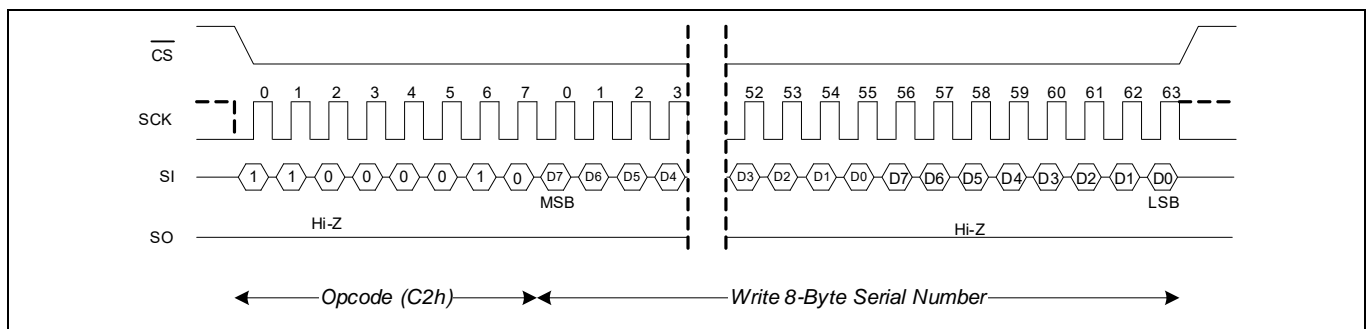 CS
0 1 2 3 4 5 6 7 0 1 2 3 52 53 54 55 56 57 58 59 60 61 62 63
SCK
SI 1 1 0 0 0 0 1 0 D7 D6 D5 D4 D3 D2 D1 D0 D7 D6 D5 D4 D3 D2 D1 D0
MSB LSB
Hi-Z Hi-Z
SO
Opcode (C2h) Write 8-Byte Serial Number